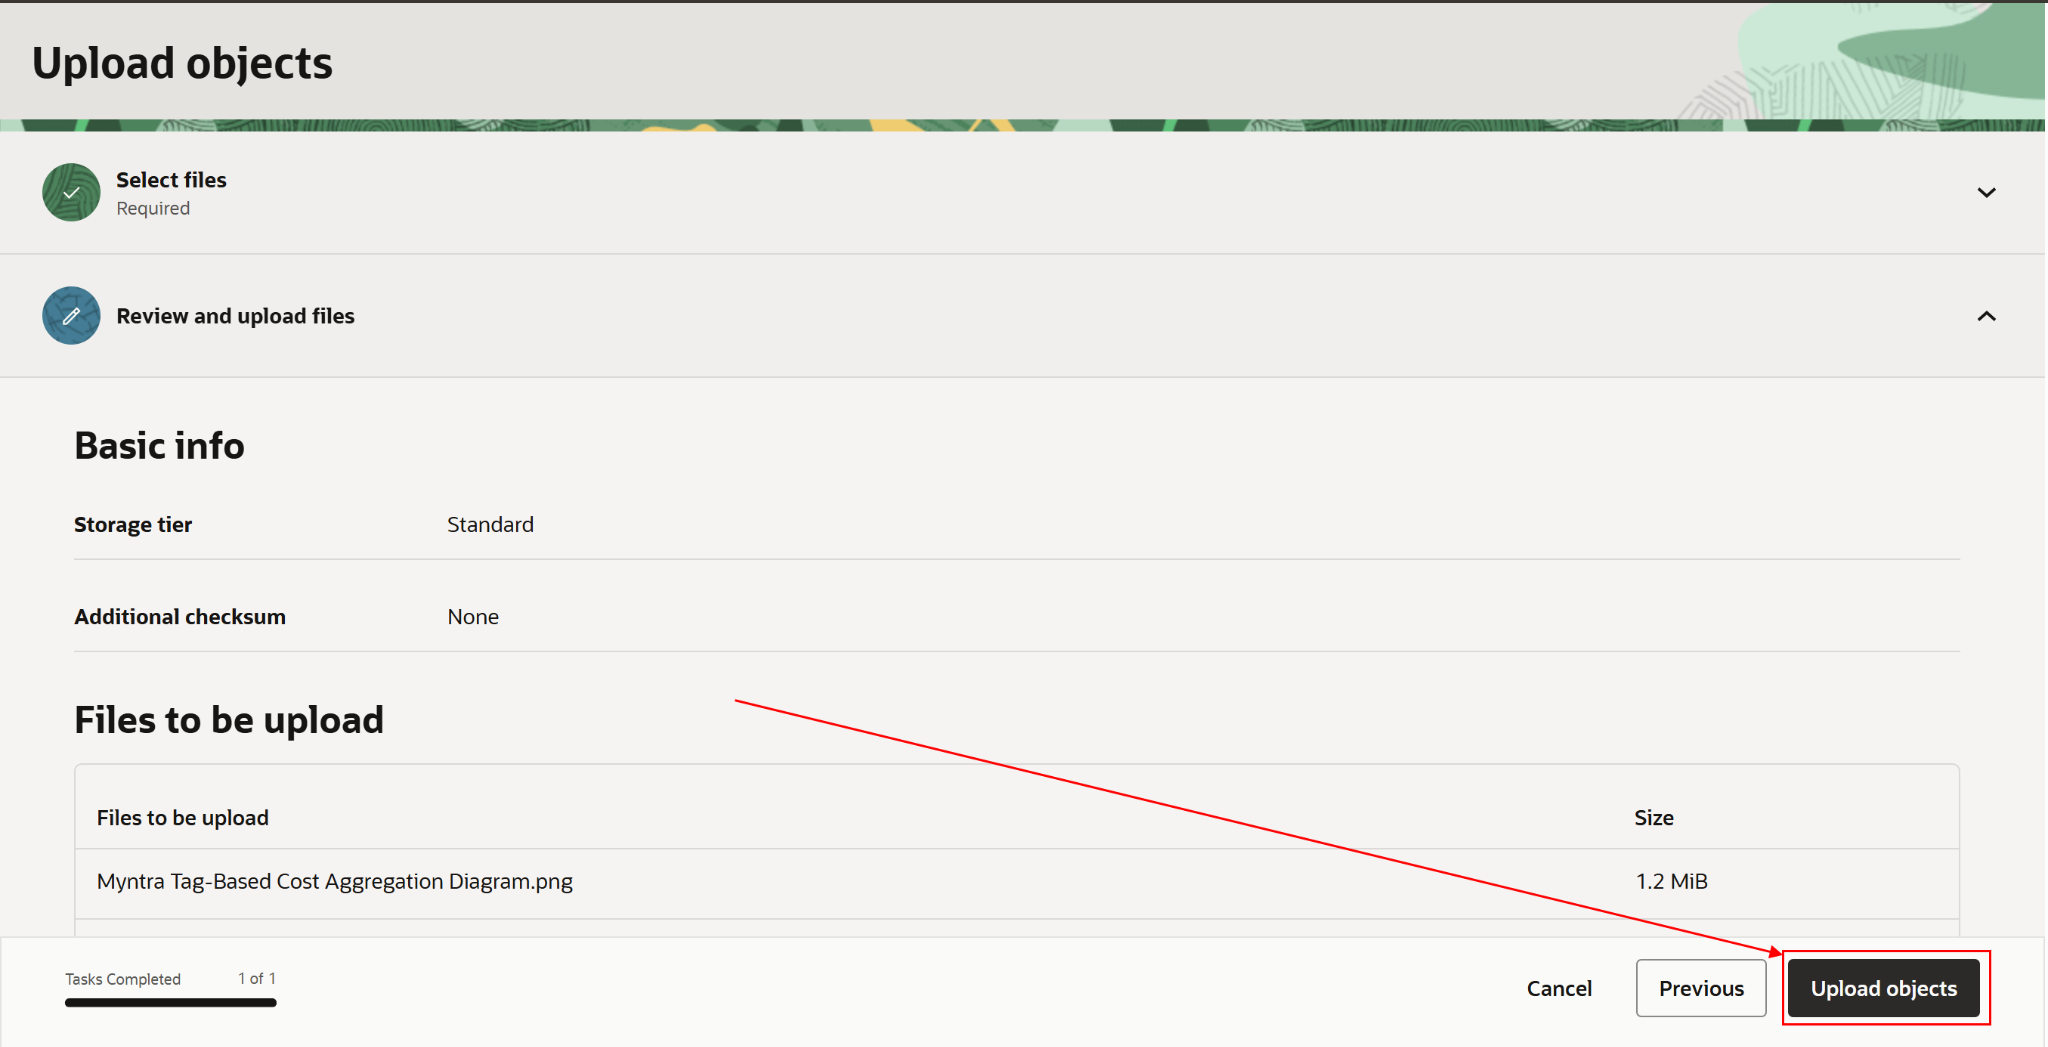 Upload objects
Select files
Required
Review and upload files
Basic info
Storage tier Standard
Additional checksum None
Files to be upload
Files to be upload Size
Myntra Tag-Based Cost Aggregation Diagram.png 1.2 MiB
Tasks Completed 1 of 1
Cancel Previous Upload objects